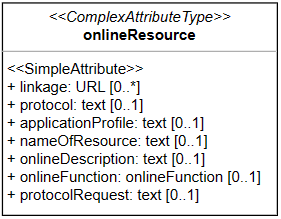 <<ComplexAttributeType>>
onlineResource
<<SimpleAttribute>>
+ linkage: URL [0..*]
+ protocol: text [0..1]
+ applicationProfile: text [0..1]
+ nameOfResource: text [0..1]
+ onlineDescription: text [0..1]
+ onlineFunction: onlineFunction [0..1]
+ protocolRequest: text [0..1]